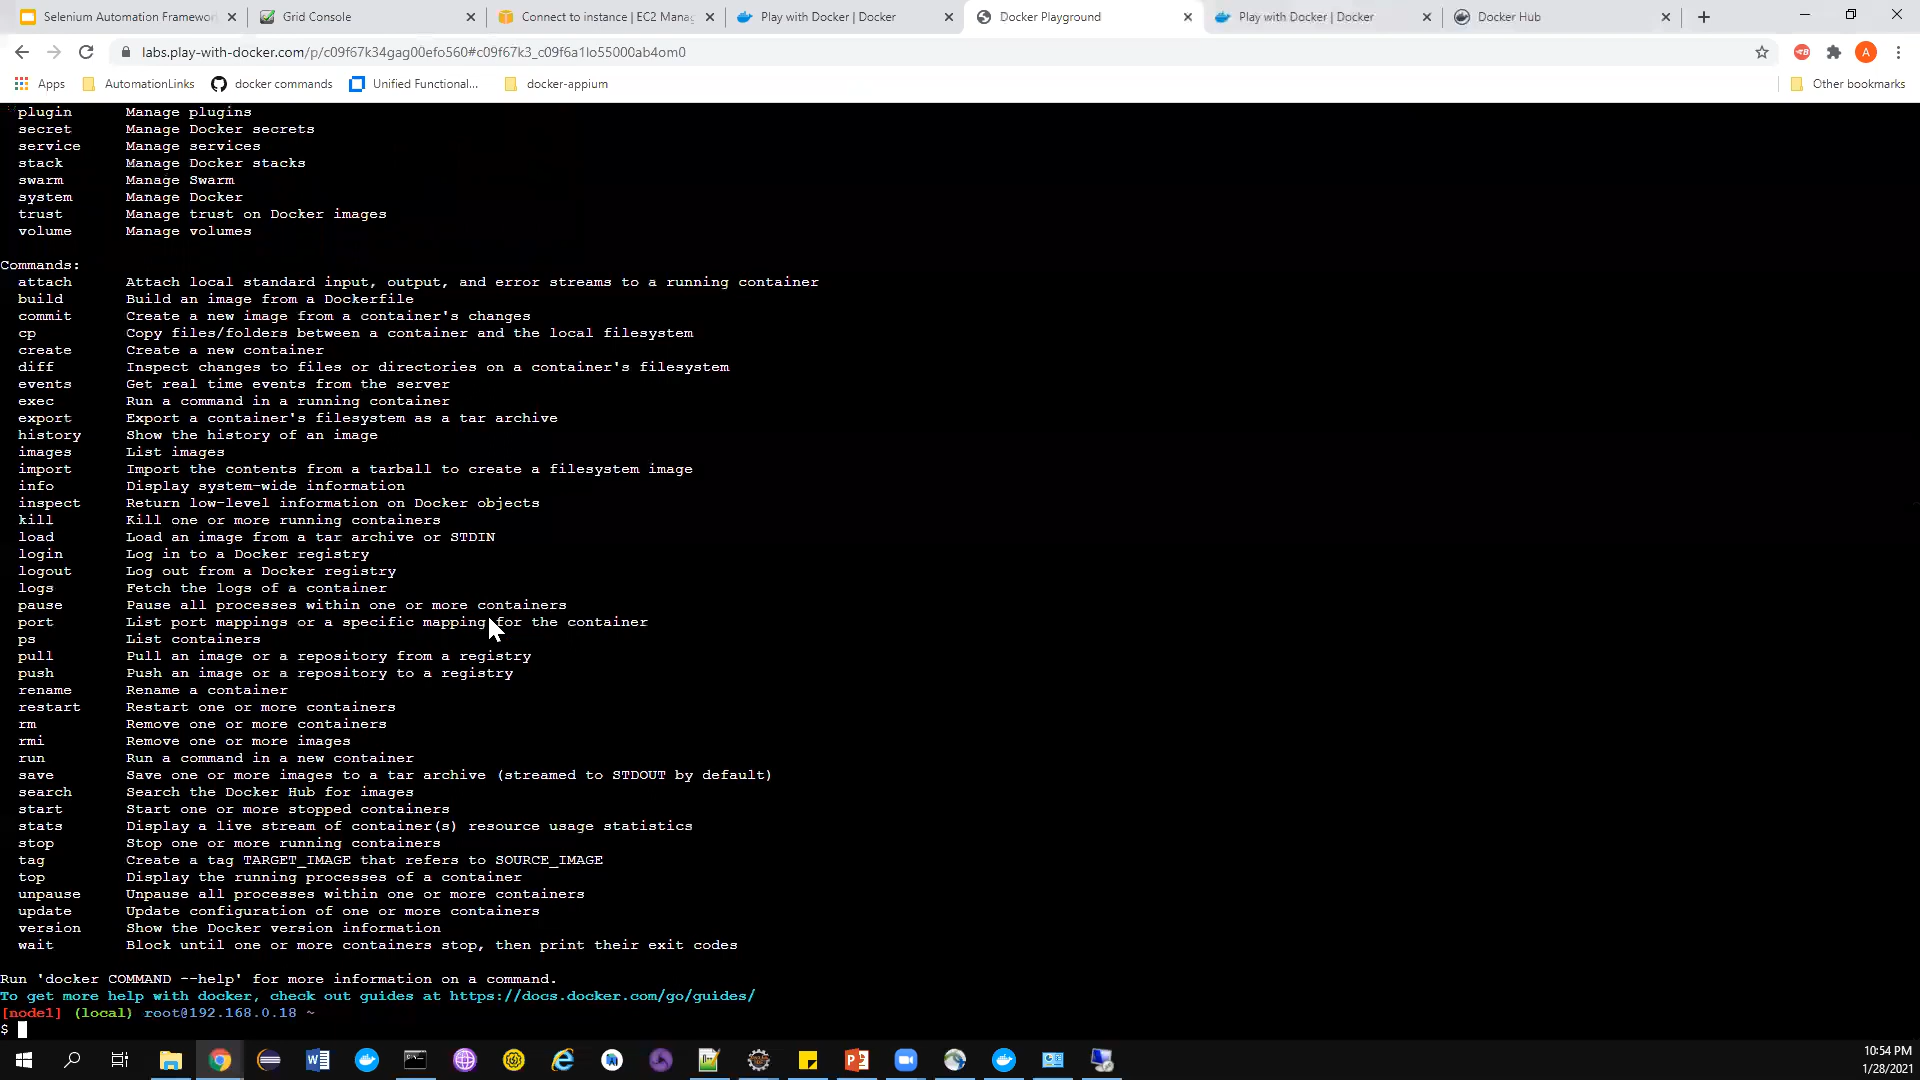 Selenium Automation Framewor
Grid Console
Connect to instance | EC2 Manag
Play with Docker | Docker
Docker Playground
Play with Docker | Docker
Docker Hub
labs.play-with-docker.com/p/c09f67k34gag00efo560#c09f67k3_c09f6a1lo55000ab4om0
A
Apps
AutomationLinks
docker commands
Unified Functional...
docker-appium
Other bookmarks
plugin Manage plugins
secret Manage Docker secrets
service Manage services
stack Manage Docker stacks
swarm Manage Swarm
system Manage Docker
trust Manage trust on Docker images
volume Manage volumes
Commands:
attach Attach local standard input, output, and error streams to a running container
build Build an image from a Dockerfile
commit Create a new image from a container's changes
cp Copy files/folders between a container and the local filesystem
create Create a new container
diff Inspect changes to files or directories on a container's filesystem
events Get real time events from the server
exec Run a command in a running container
export Export a container's filesystem as a tar archive
history Show the history of an image
images List images
import Import the contents from a tarball to create a filesystem image
info Display system-wide information
inspect Return low-level information on Docker objects
kill Kill one or more running containers
load Load an image from a tar archive or STDIN
login Log in to a Docker registry
logout Log out from a Docker registry
logs Fetch the logs of a container
pause Pause all processes within one or more containers
port List port mappings or a specific mapping for the container
ps List containers
pull Pull an image or a repository from a registry
push Push an image or a repository to a registry
rename Rename a container
restart Restart one or more containers
rm Remove one or more containers
rmi Remove one or more images
run Run a command in a new container
save Save one or more images to a tar archive (streamed to STDOUT by default)
search Search the Docker Hub for images
start Start one or more stopped containers
stats Display a live stream of container(s) resource usage statistics
stop Stop one or more running containers
tag Create a tag TARGET_IMAGE that refers to SOURCE_IMAGE
top Display the running processes of a container
unpause Unpause all processes within one or more containers
update Update configuration of one or more containers
version Show the Docker version information
wait Block until one or more containers stop, then print their exit codes
Run 'docker COMMAND --help' for more information on a command.
To get more help with docker, check out guides at https://docs.docker.com/go/guides/
[node1] (local) root@192.168.0.18 ~
$
10:54 PM
1/28/2021